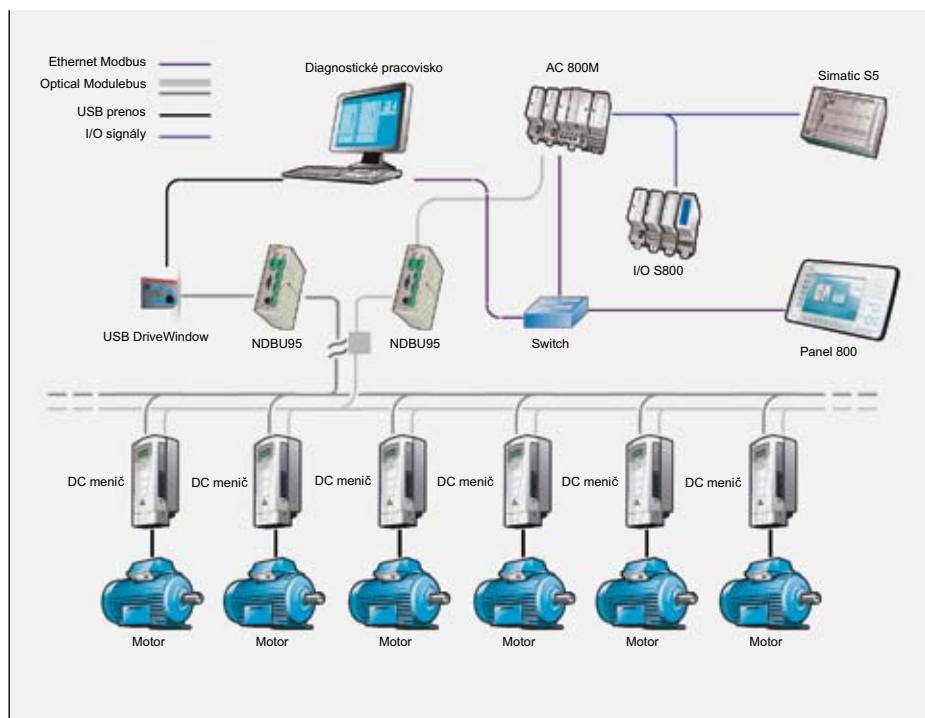 Ethernet Modbus
Optical Modulebus
USB prenos
I/O signály
Diagnostické pracovisko
AC 800M
Simatic S5
I/O S800
USB DriveWindow
NDBU95
NDBU95
Switch
Panel 800
DC menič
DC menič
DC menič
DC menič
DC menič
DC menič
Motor
Motor
Motor
Motor
Motor
Motor